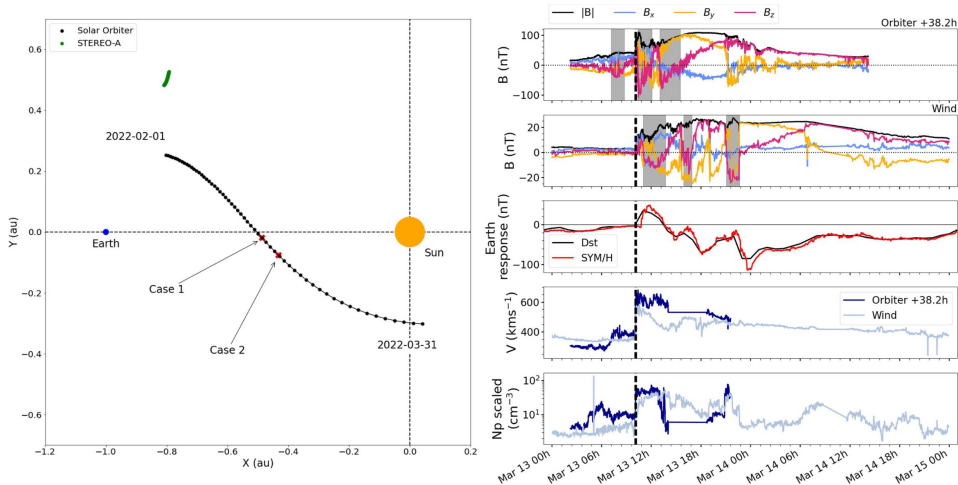 Solar Orbiter
STEREO-A
2022-02-01
Earth
Sun
Case 1
Case 2
2022-03-31
0.6
0.4
0.2
0.0
−0.2
−0.4
−0.6
Y (au)
−1.2
−1.0
−0.8
−0.6
−0.4
−0.2
0.0
0.2
X (au)
|B| Bx By Bz
Orbiter +38.2h
100
0
−100
B (nT)
Wind
20
0
−20
B (nT)
0
−100
Earth
response (nT)
Dst
SYM/H
600
400
V (kms−1)
Orbiter +38.2h
Wind
10²
10¹
Np scaled
(cm−3)
Mar 13 00h
Mar 13 06h
Mar 13 12h
Mar 13 18h
Mar 14 00h
Mar 14 06h
Mar 14 12h
Mar 14 18h
Mar 15 00h